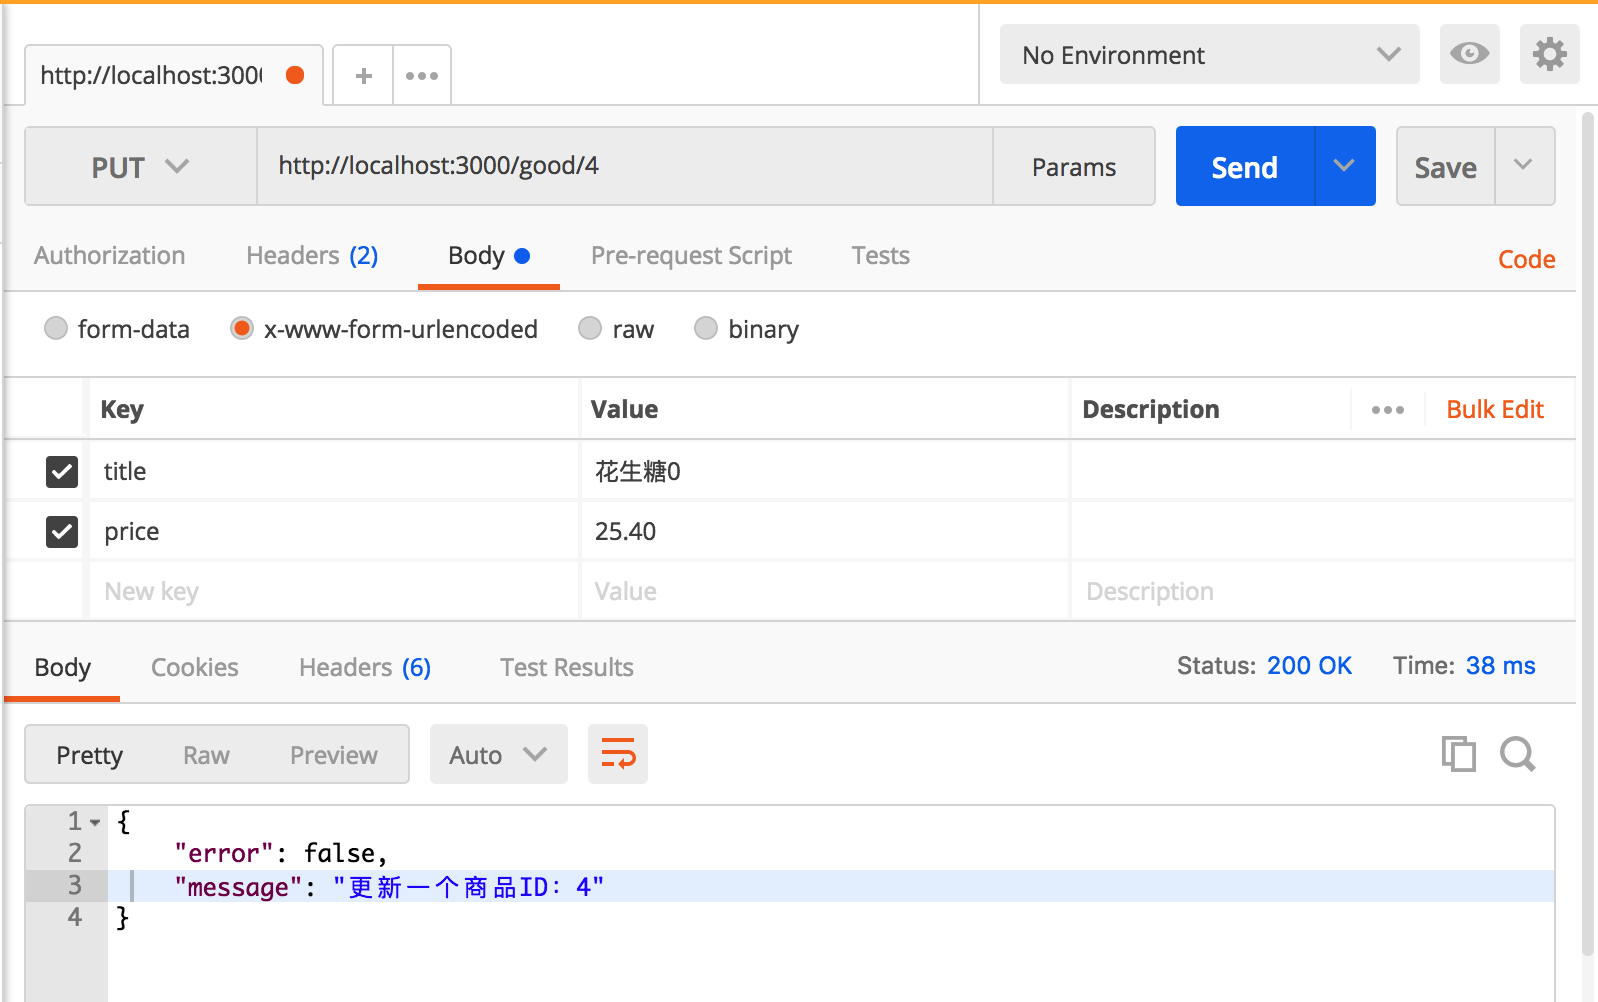 http://localhost:300
No Environment
PUT
http://localhost:3000/good/4
Params
Send
Save
Authorization
Headers (2)
Body
Pre-request Script
Tests
Code
form-data
x-www-form-urlencoded
raw
binary
Key
Value
Description
Bulk Edit
title
花生糖0
price
25.40
New key
Value
Description
Body
Cookies
Headers (6)
Test Results
Status: 200 OK
Time: 38 ms
Pretty
Raw
Preview
Auto
1 {
2 "error": false,
3 "message": "更新一个商品ID：4"
4 }